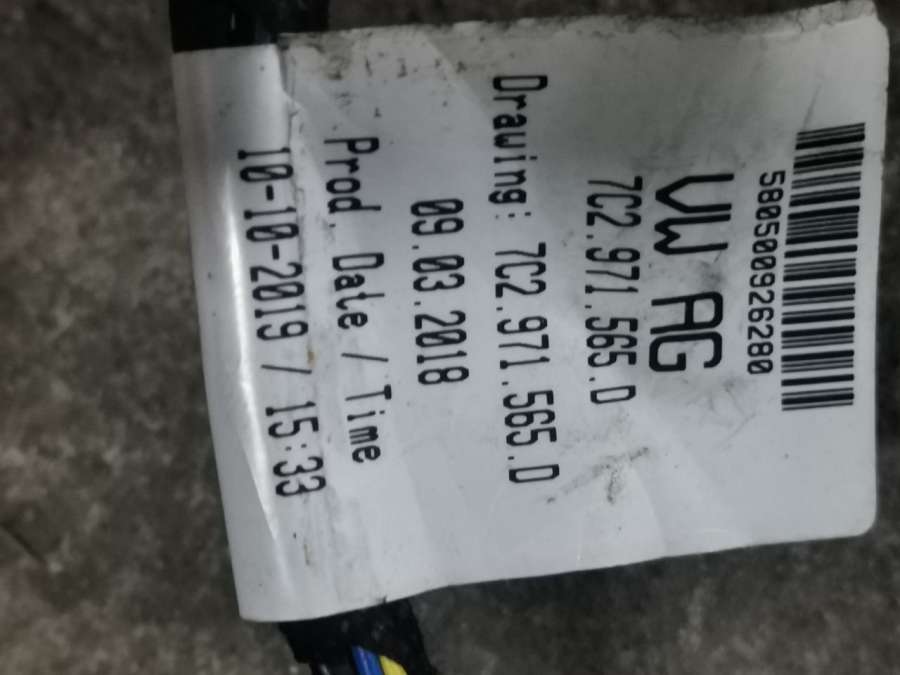 580500926280
VW AG
7C2.971.565.D
Drawing: 7C2.971.565.D
09.03.2018
Prod. Date / Time
10-10-2019 / 15:33